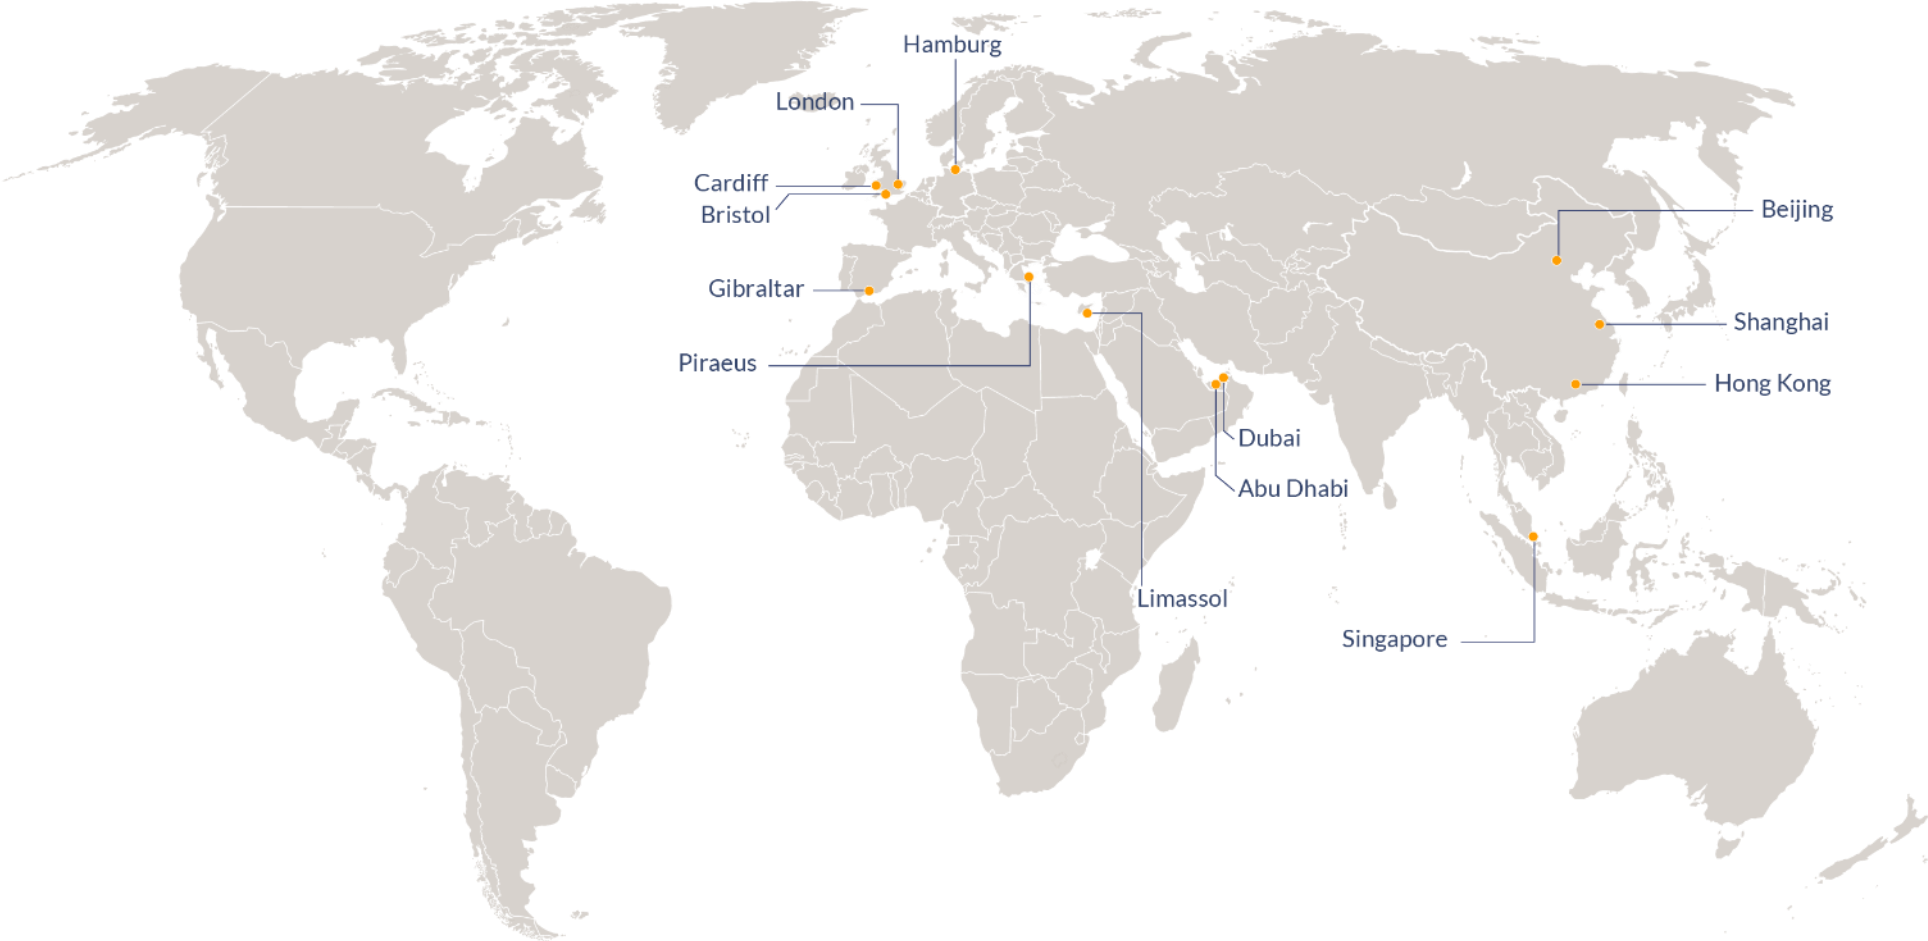 Hamburg
London
Cardiff
Bristol
Beijing
Gibraltar
Shanghai
Piraeus
Hong Kong
Dubai
Abu Dhabi
Limassol
Singapore